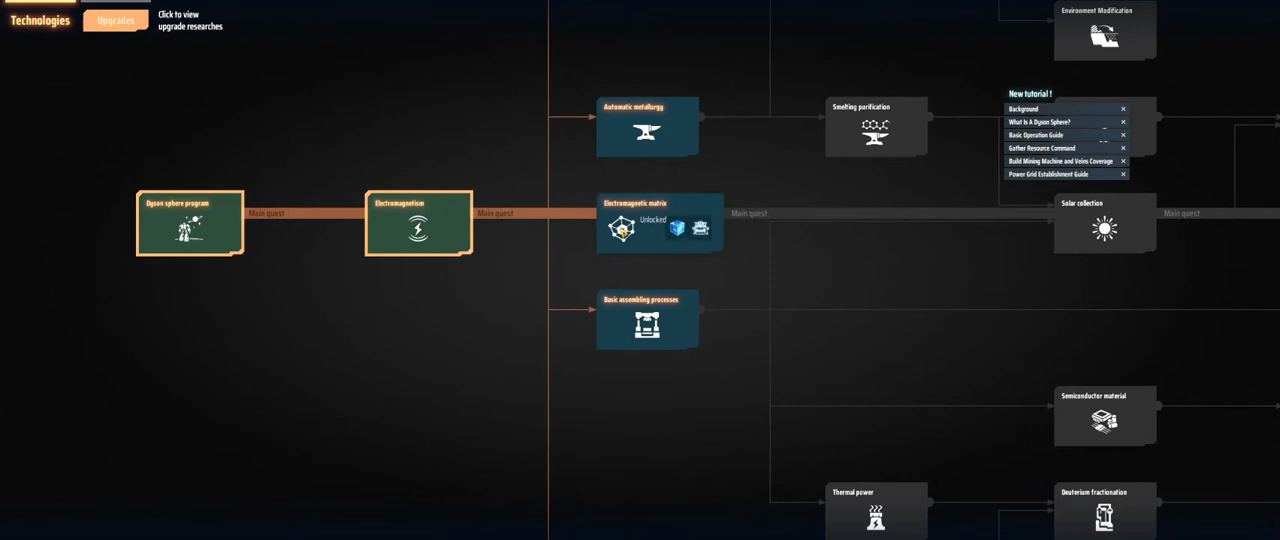 Technologies
Upgrades
Click to view
upgrade researches
Environment Modification
Automatic metallurgy
Smelting purification
New tutorial !
Background
What Is A Dyson Sphere?
Basic Operation Guide
Gather Resource Command
Build Mining Machine and Veins Coverage
Power Grid Establishment Guide
Dyson sphere program
Main quest
Electromagnetism
Main quest
Electromagnetic matrix
Unlocked
Main quest
Solar collection
Main quest
Basic assembling processes
Semiconductor material
Thermal power
Deuterium fractionation